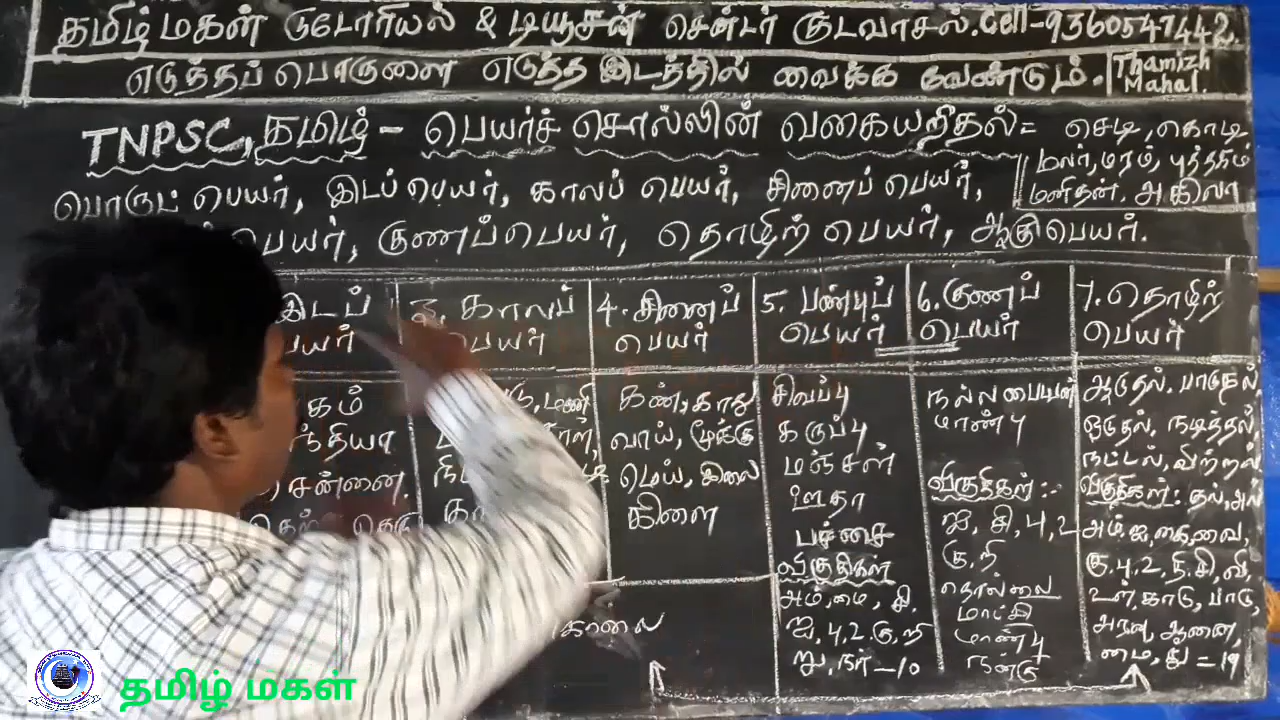 தமிழ் மகள் டுடோரியல் & டியூசன் சென்டர் குடவாசல். Cell-9360547442.
எடுத்தப் பொருளை எடுத்த இடத்தில் வைக்க வேண்டும். Thamizh Mahal.
TNPSC, தமிழ் - பெயர்ச் சொல்லின் வகையறிதல் = செடி, கொடி
மலர், மரம், புத்தகம்
மனிதன். அகிலா
பொருட் பெயர், இடப் பெயர், காலப் பெயர், சினைப் பெயர்,
பெயர், குணப்பெயர், தொழிற் பெயர், ஆகுபெயர்.
இடப் பெயர்
3. காலப் பெயர்
4. சினைப் பெயர்
5. பண்புப் பெயர்
6. குணப் பெயர்
7. தொழிற் பெயர்
சென்னை.
மணி
கண், காது
வாய், மூக்கு
மெய், இலை
கிளை
சிவப்பு
கருப்பு
மஞ்சள்
ஊதா
பச்சை
விகுதிகள்
அம், மை, சி.
ஐ, பு, உ. கு. றி
று, நர் - 10
நல்ல பையன்
மாண்பு
விகுதிகள் :-
ஐ, சி, பு, உ
கு, றி
தொல்லை
மாட்சி
மாண்பு
நன்கு
ஆடுதல். பாடுதல்
ஓடுதல், நடித்தல்,
நட்டல், விற்றல்
விகுதிகள் : தல், அல்
அம். ஐ, கை, வை,
கு, பு, உ, தி. சி, வி,
உள், காடு, பாடு,
அரவு, ஆனை,
மை, து - 19
தமிழ் மகள்